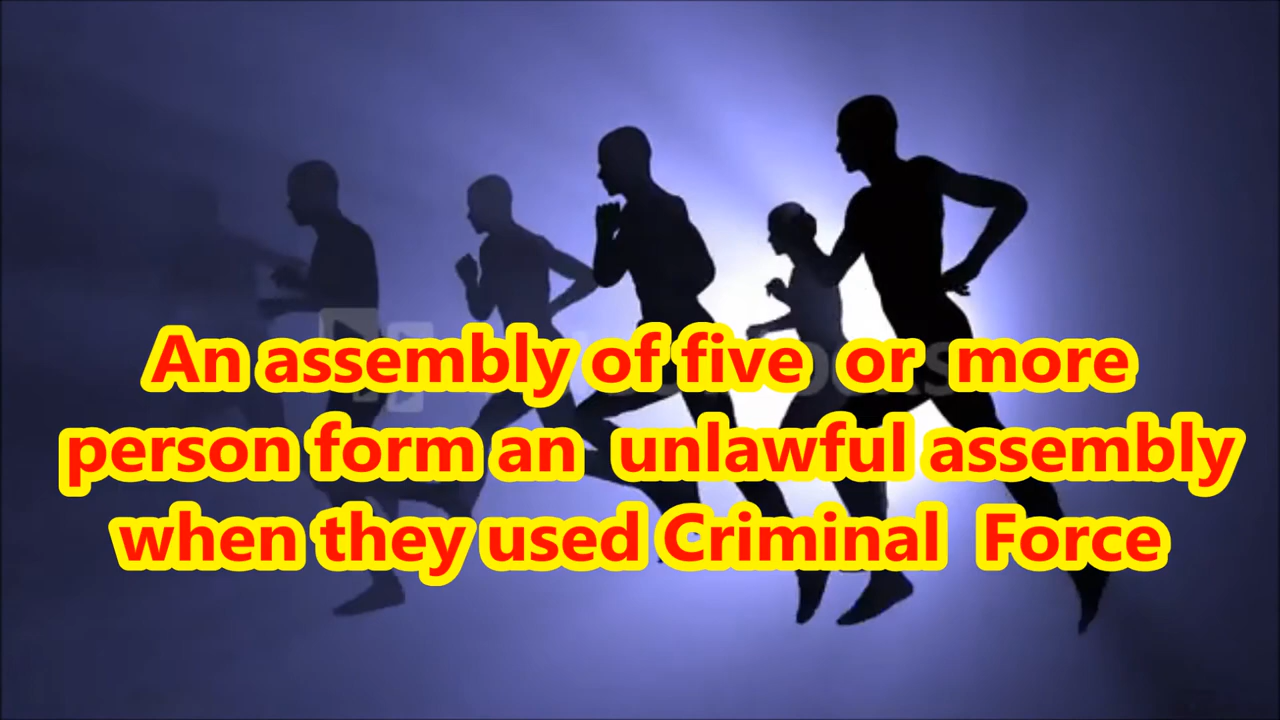 An assembly of five or more
person form an unlawful assembly
when they used Criminal Force